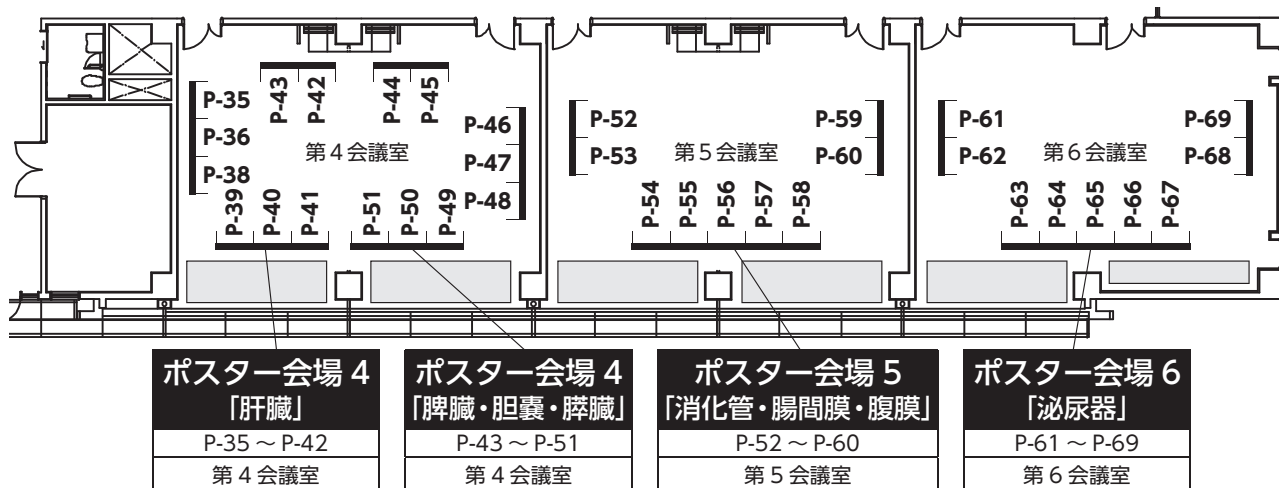 P-43
P-42
P-44
P-45
P-35
P-36
P-38
第4会議室
P-46
P-47
P-48
P-39
P-40
P-41
P-51
P-50
P-49
P-52
P-53
第5会議室
P-59
P-60
P-54
P-55
P-56
P-57
P-58
P-61
P-62
第6会議室
P-69
P-68
P-63
P-64
P-65
P-66
P-67
ポスター会場 4
「肝臓」
P-35 ～ P-42
第 4 会議室
ポスター会場 4
「脾臓・胆嚢・膵臓」
P-43 ～ P-51
第 4 会議室
ポスター会場 5
「消化管・腸間膜・腹膜」
P-52 ～ P-60
第 5 会議室
ポスター会場 6
「泌尿器」
P-61 ～ P-69
第 6 会議室